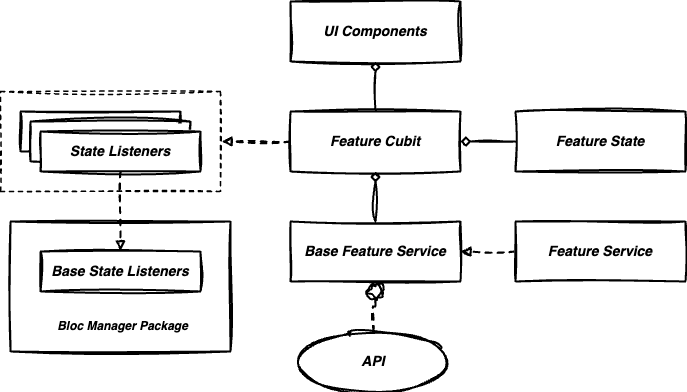 UI Components
State Listeners
Feature Cubit
Feature State
Base State Listeners
Base Feature Service
Feature Service
Bloc Manager Package
API